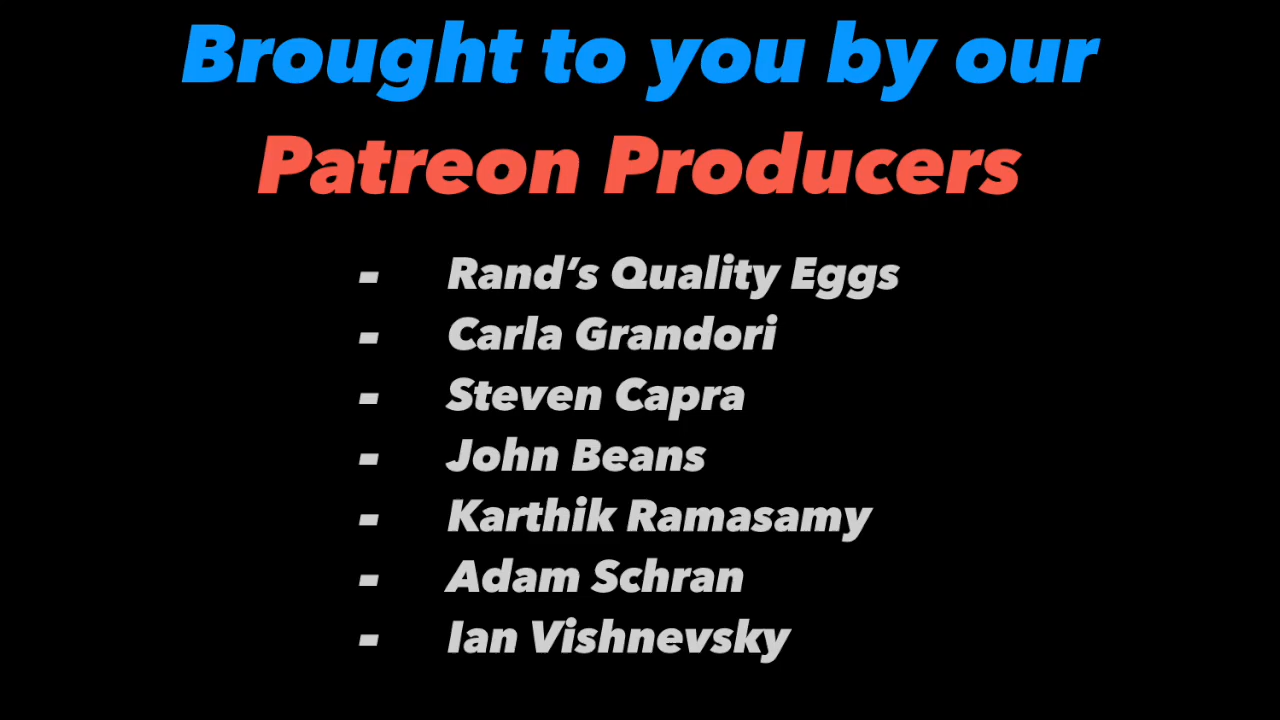 Brought to you by our
Patreon Producers
- Rand’s Quality Eggs
- Carla Grandori
- Steven Capra
- John Beans
- Karthik Ramasamy
- Adam Schran
- Ian Vishnevsky